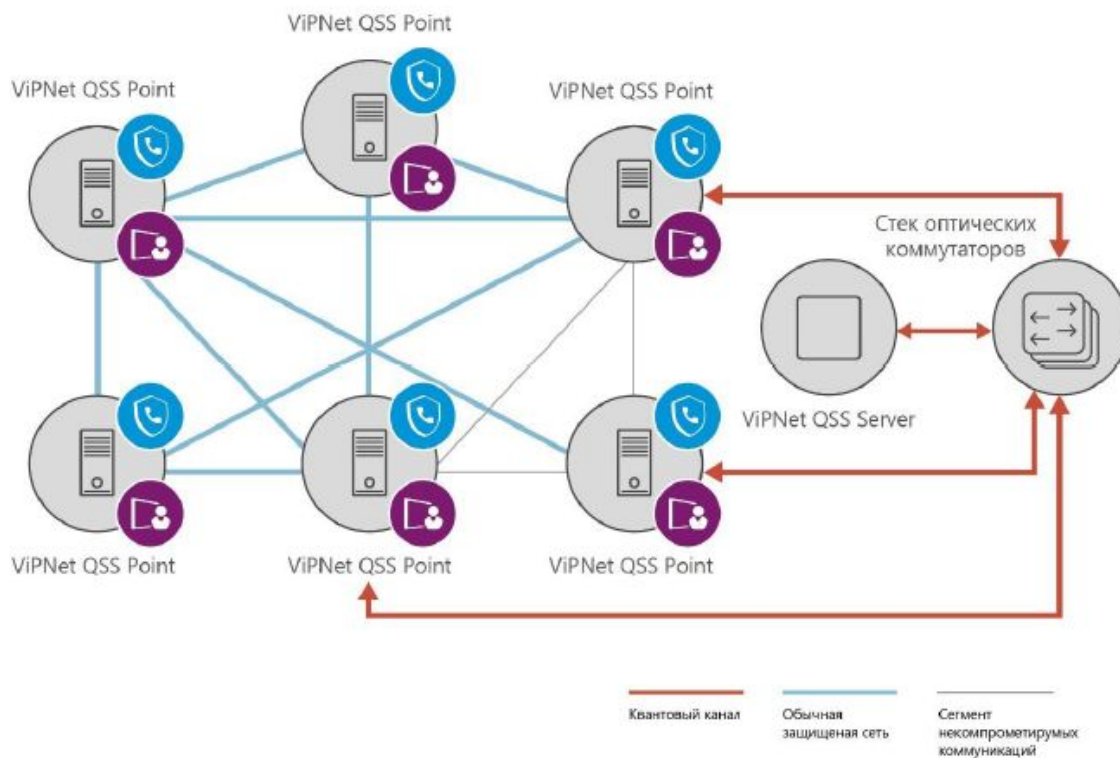 ViPNet QSS Point
ViPNet QSS Point
ViPNet QSS Point
Стек оптических
коммутаторов
ViPNet QSS Server
ViPNet QSS Point
ViPNet QSS Point
ViPNet QSS Point
Квантовый канал
Обычная
защищеная сеть
Сегмент
некомпрометирумых
коммуникаций